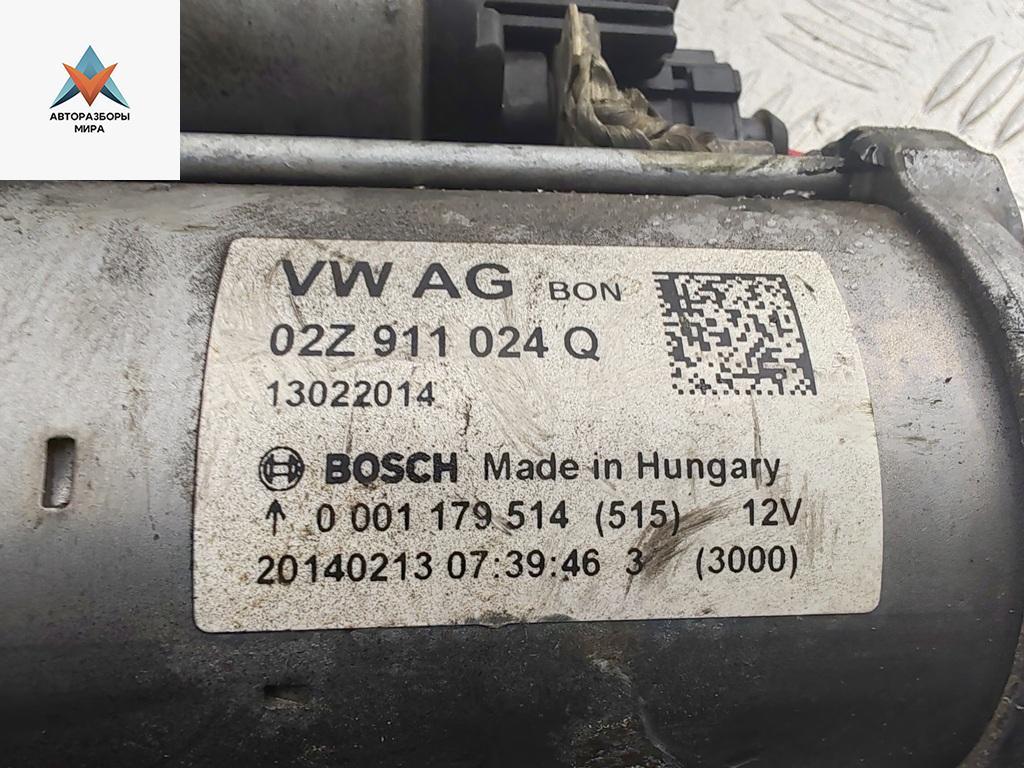 АВТОРАЗБОРЫ
МИРА
VW AG BON
02Z 911 024 Q
13022014
BOSCH Made in Hungary
↑ 0 001 179 514 (515) 12V
20140213 07:39:46 3 (3000)